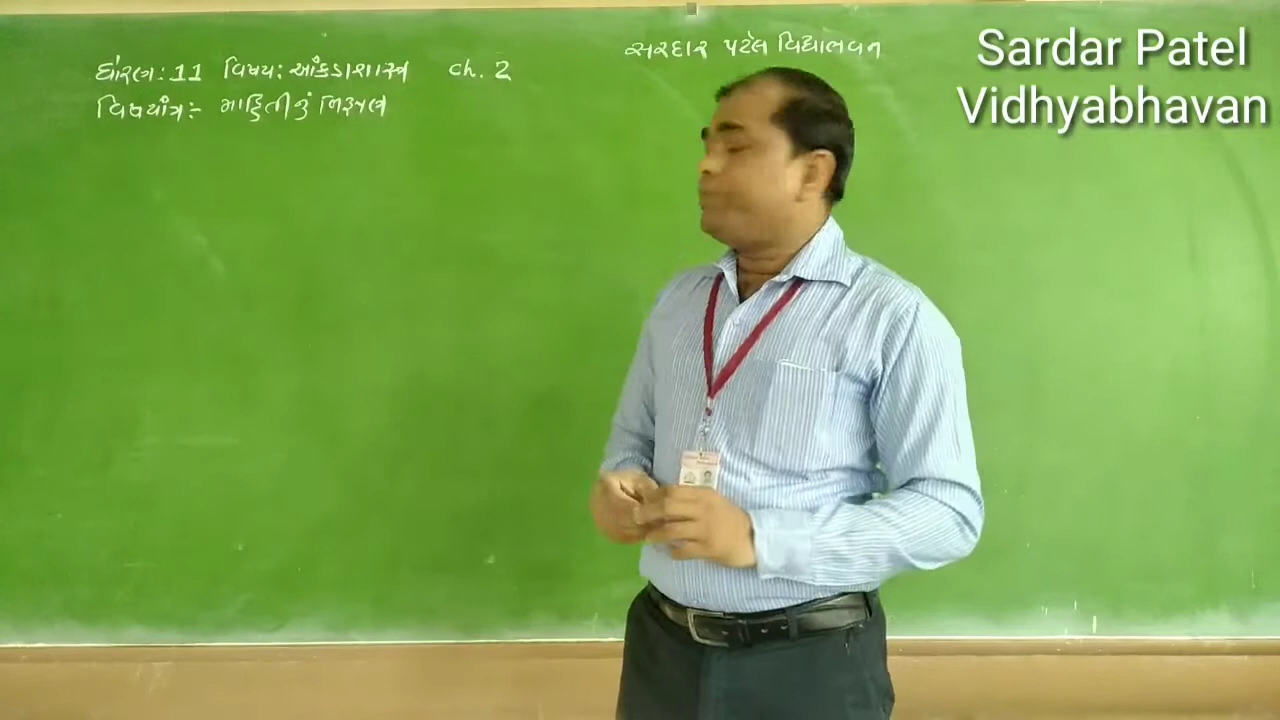 ધોરણ : 11 વિષય : આંકડાશાસ્ત્ર ch. 2
વિષયાંગ :- માહિતીનું નિરૂપણ
સરદાર પટેલ વિદ્યાભવન
Sardar Patel
Vidhyabhavan